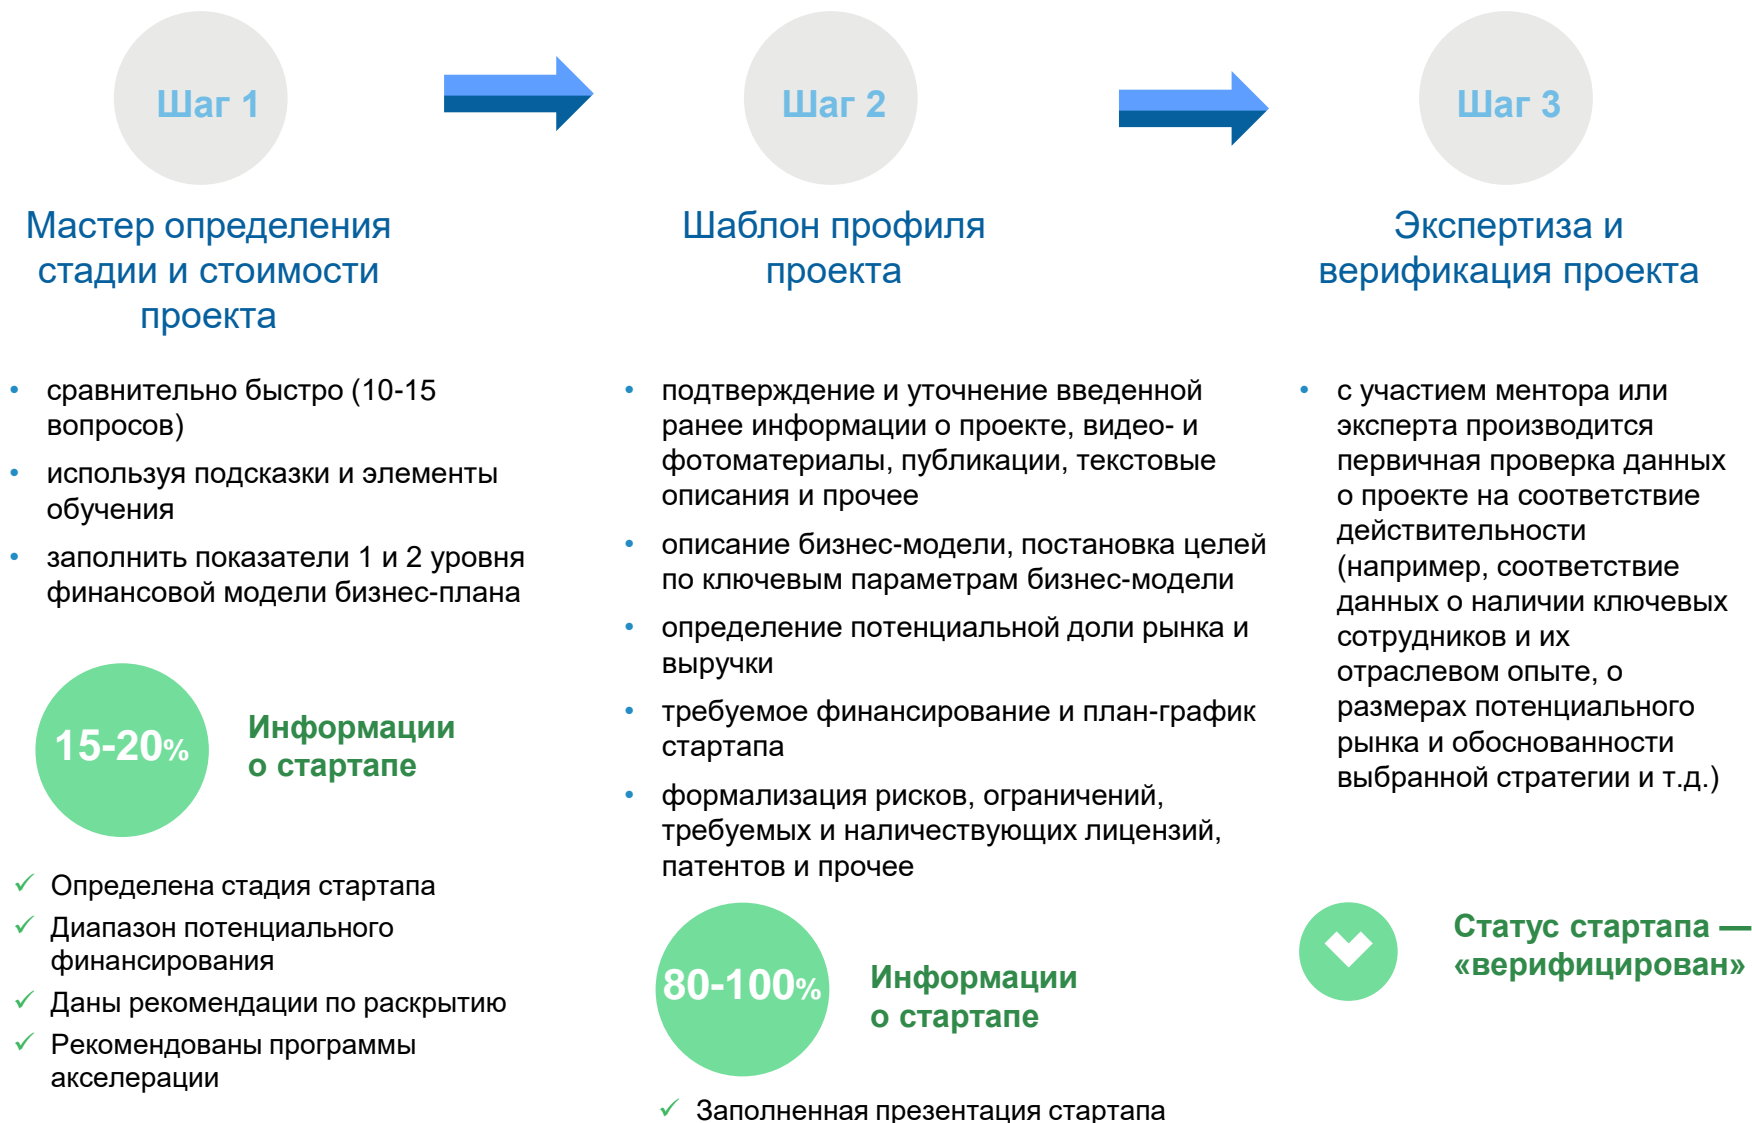 Шаг 1
Мастер определения
стадии и стоимости
проекта
• сравнительно быстро (10-15
вопросов)
• используя подсказки и элементы
обучения
• заполнить показатели 1 и 2 уровня
финансовой модели бизнес-плана
15-20%
Информации
о стартапе
✓ Определена стадия стартапа
✓ Диапазон потенциального
финансирования
✓ Даны рекомендации по раскрытию
✓ Рекомендованы программы
акселерации
Шаг 2
Шаблон профиля
проекта
• подтверждение и уточнение введенной
ранее информации о проекте, видео- и
фотоматериалы, публикации, текстовые
описания и прочее
• описание бизнес-модели, постановка целей
по ключевым параметрам бизнес-модели
• определение потенциальной доли рынка и
выручки
• требуемое финансирование и план-график
стартапа
• формализация рисков, ограничений,
требуемых и наличествующих лицензий,
патентов и прочее
80-100%
Информации
о стартапе
✓ Заполненная презентация стартапа
Шаг 3
Экспертиза и
верификация проекта
• с участием ментора или
эксперта производится
первичная проверка данных
о проекте на соответствие
действительности
(например, соответствие
данных о наличии ключевых
сотрудников и их
отраслевом опыте, о
размерах потенциального
рынка и обоснованности
выбранной стратегии и т.д.)
Статус стартапа —
«верифицирован»